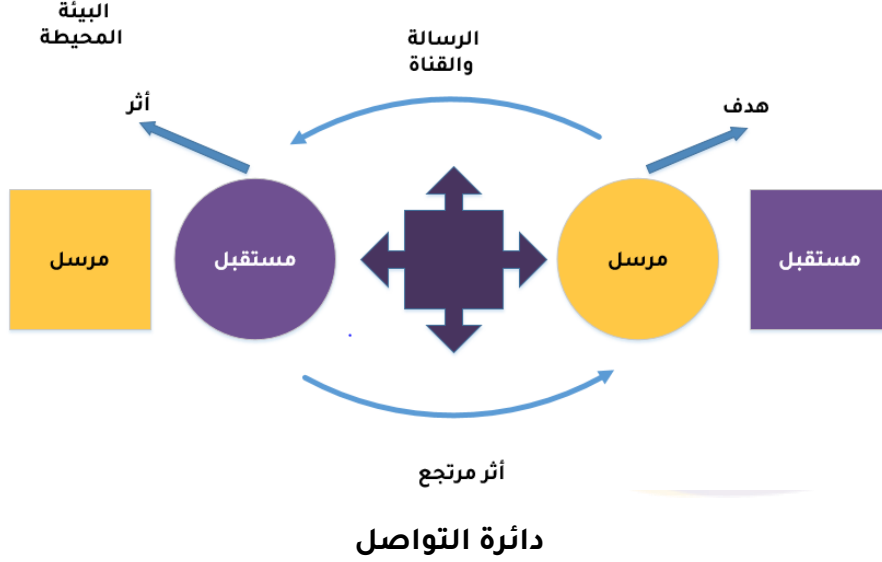 البيئة
المحيطة
الرسالة
والقناة
هدف
أثر
مستقبل
مرسل
مستقبل
مرسل
أثر مرتجع
دائرة التواصل